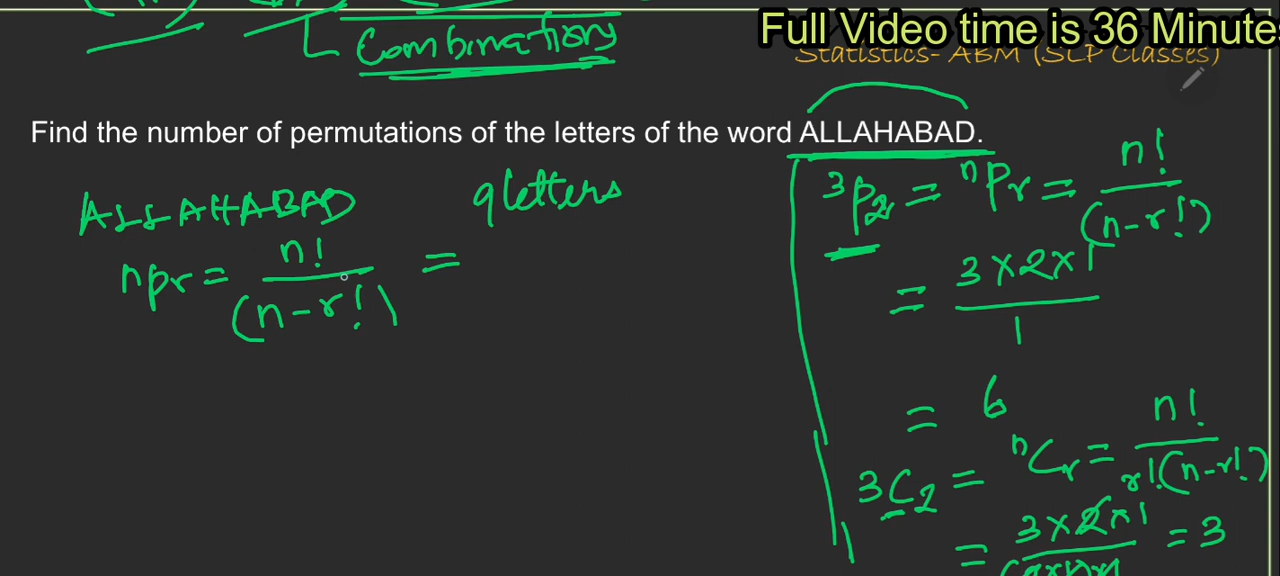 Combinations
Full Video time is 36 Minutes
Statistics- ABM (SLP Classes)
Find the number of permutations of the letters of the word ALLAHABAD.
ALLAHABAD 9 letters
npr = n! / (n-r!) =
³P₂ = ⁿPr = n! / (n-r!)
= 3×2×1 / 1
= 6
3C₂ = ⁿCr = n! / r!(n-r!)
= 3×2×1 = 3